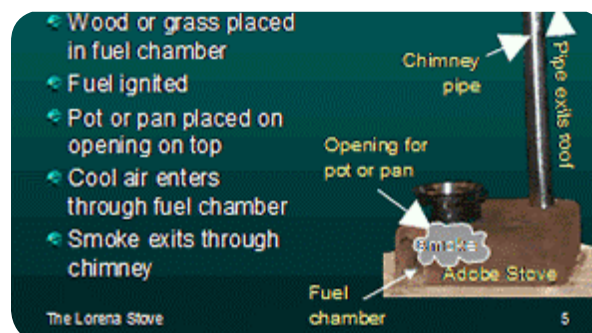 Wood or grass placed
in fuel chamber
Fuel ignited
Pot or pan placed on
opening on top
Cool air enters
through fuel chamber
Smoke exits through
chimney
Chimney
pipe
Pipe exits roof
Opening for
pot or pan
Smoke
Adobe Stove
Fuel
chamber
The Lorena Stove
5